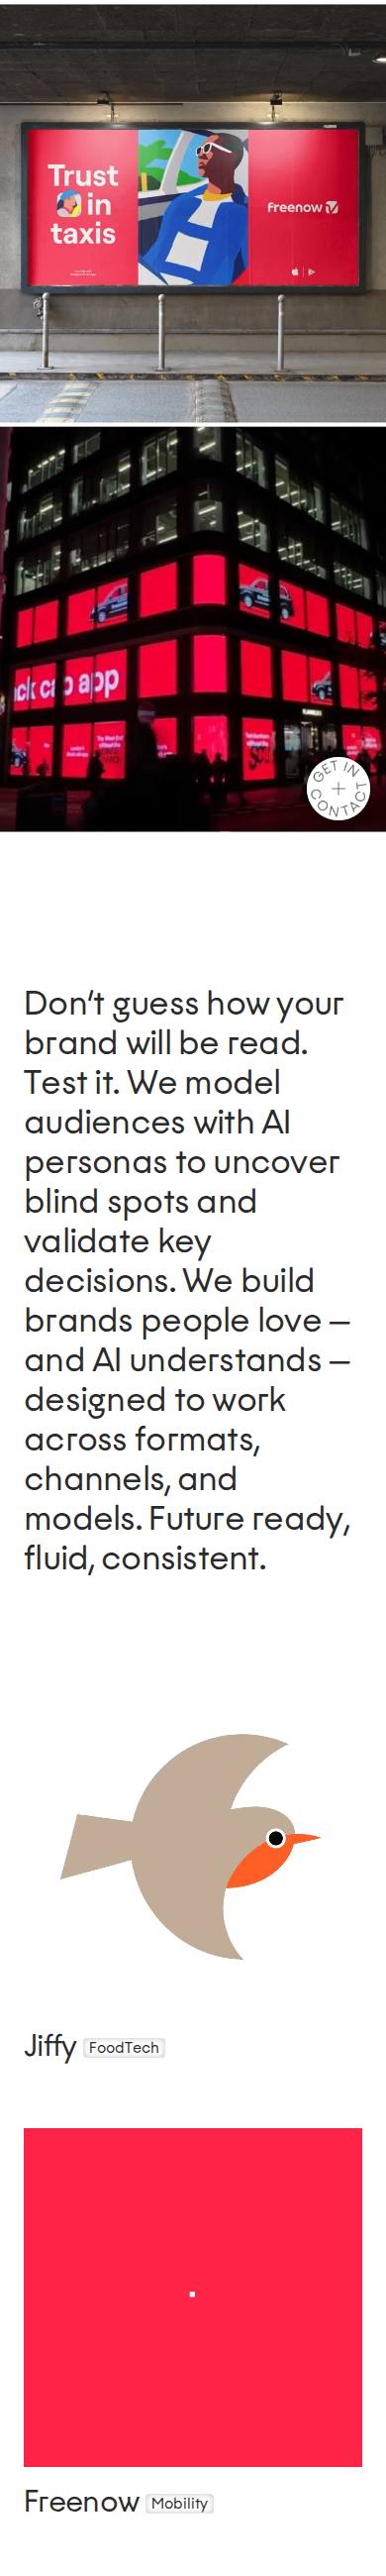 Trust
in
taxis
freenow
ck cab app
GET IN CONTACT
Don't guess how your
brand will be read.
Test it. We model
audiences with AI
personas to uncover
blind spots and
validate key
decisions. We build
brands people love —
and AI understands —
designed to work
across formats,
channels, and
models. Future ready,
fluid, consistent.
Jiffy FoodTech
Freenow Mobility